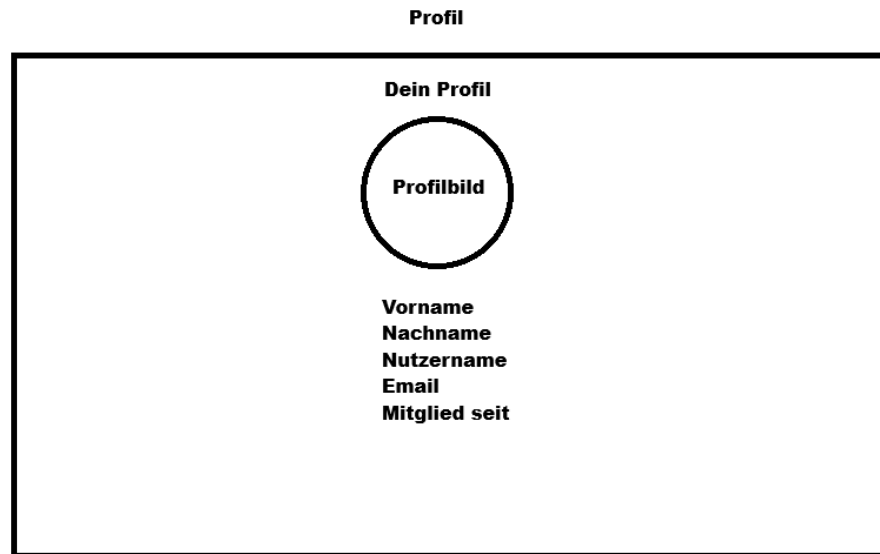 Profil
Dein Profil
Profilbild
Vorname
Nachname
Nutzername
Email
Mitglied seit